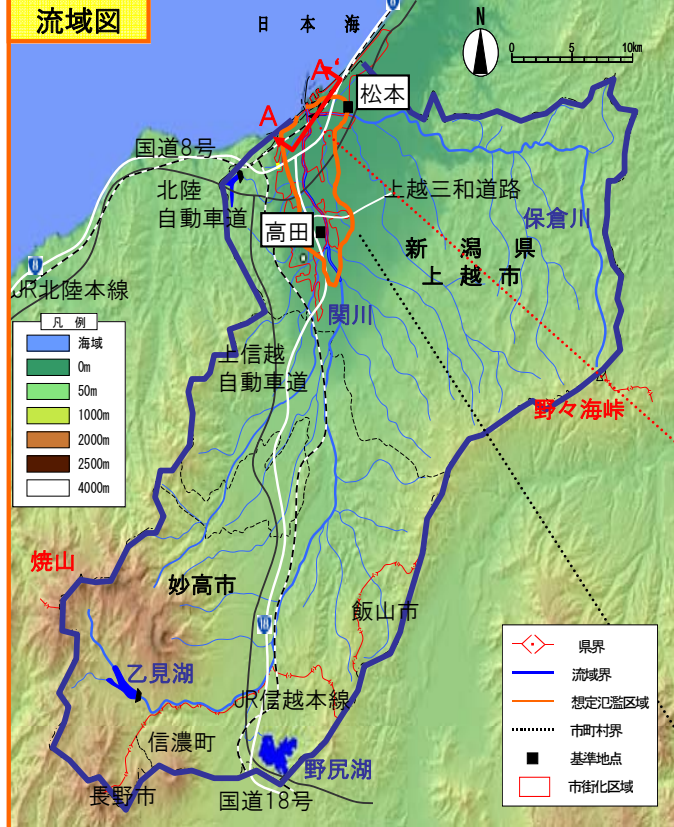 流域図
日本海
N
0 5 10km
A
A'
松本
国道8号
北陸
自動車道
上越三和道路
保倉川
高田
新潟県
上越市
8
JR北陸本線
関川
凡例
海域
0m
50m
1000m
2000m
2500m
4000m
上信越
自動車道
野々海峠
焼山
妙高市
飯山市
18
乙見湖
JR信越本線
信濃町
野尻湖
長野市
国道18号
県界
流域界
想定氾濫区域
市町村界
基準地点
市街化区域